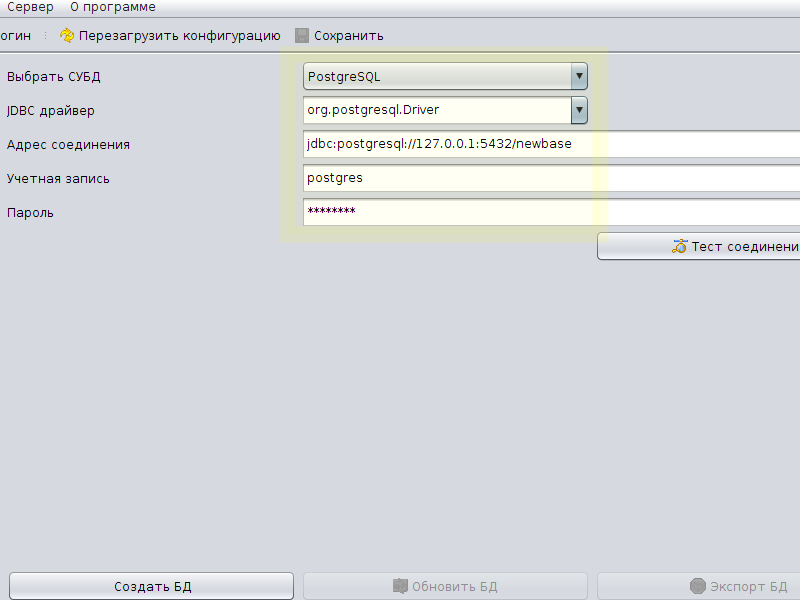 Сервер О программе
огин Перезагрузить конфигурацию Сохранить
Выбрать СУБД PostgreSQL
JDBC драйвер org.postgresql.Driver
Адрес соединения jdbc:postgresql://127.0.0.1:5432/newbase
Учетная запись postgres
Пароль ********
Тест соединени
Создать БД Обновить БД Экспорт БД